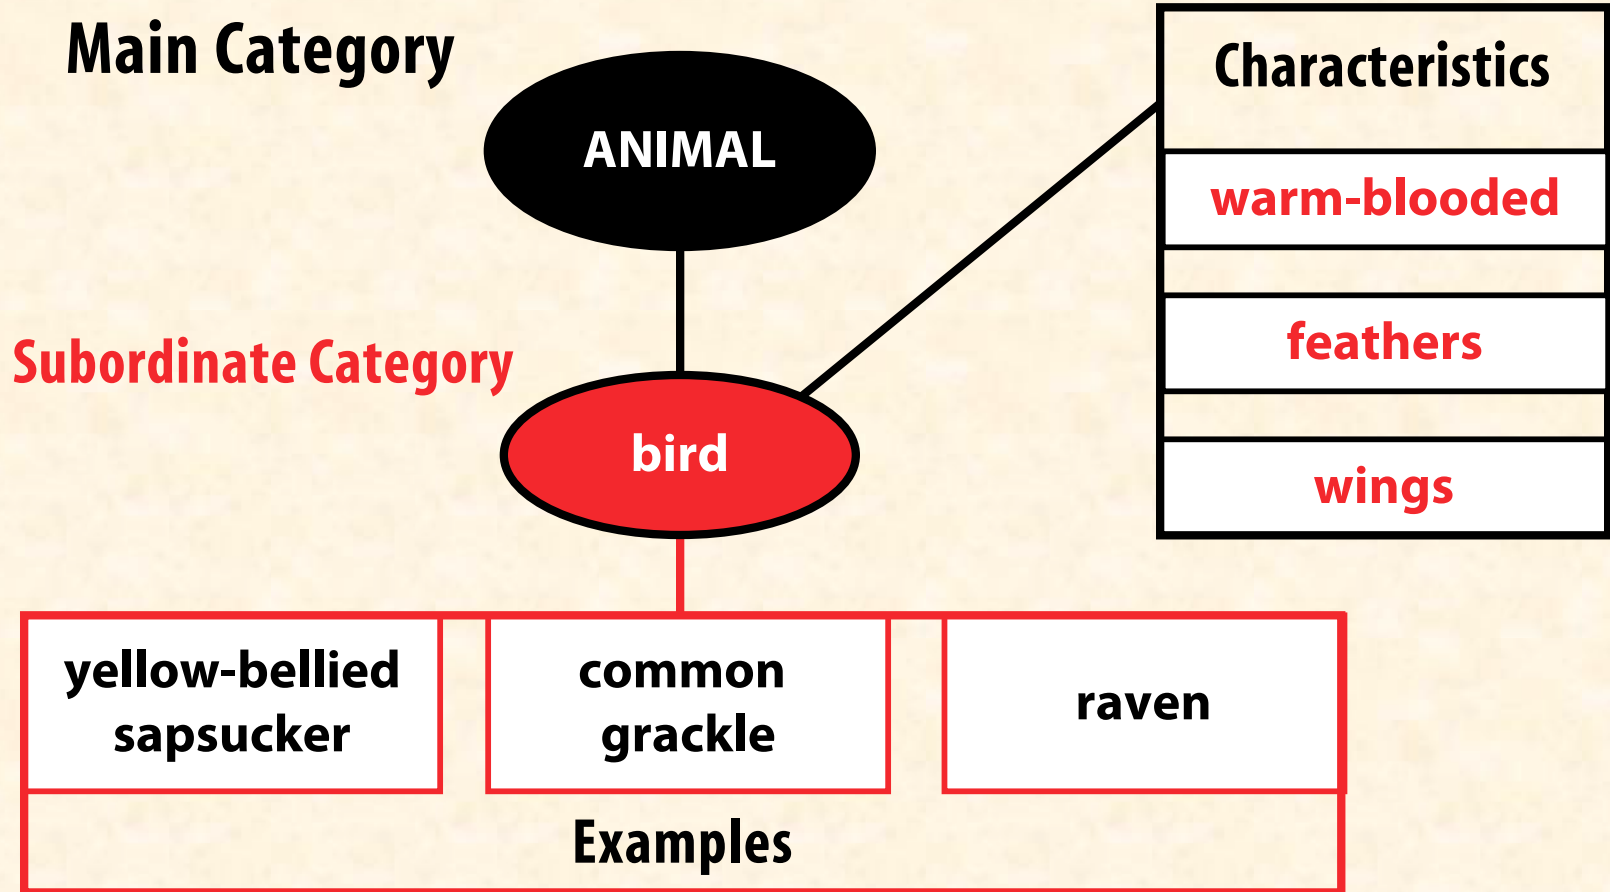 Main Category
ANIMAL
Characteristics
warm-blooded
feathers
wings
Subordinate Category
bird
yellow-bellied
sapsucker
common
grackle
raven
Examples